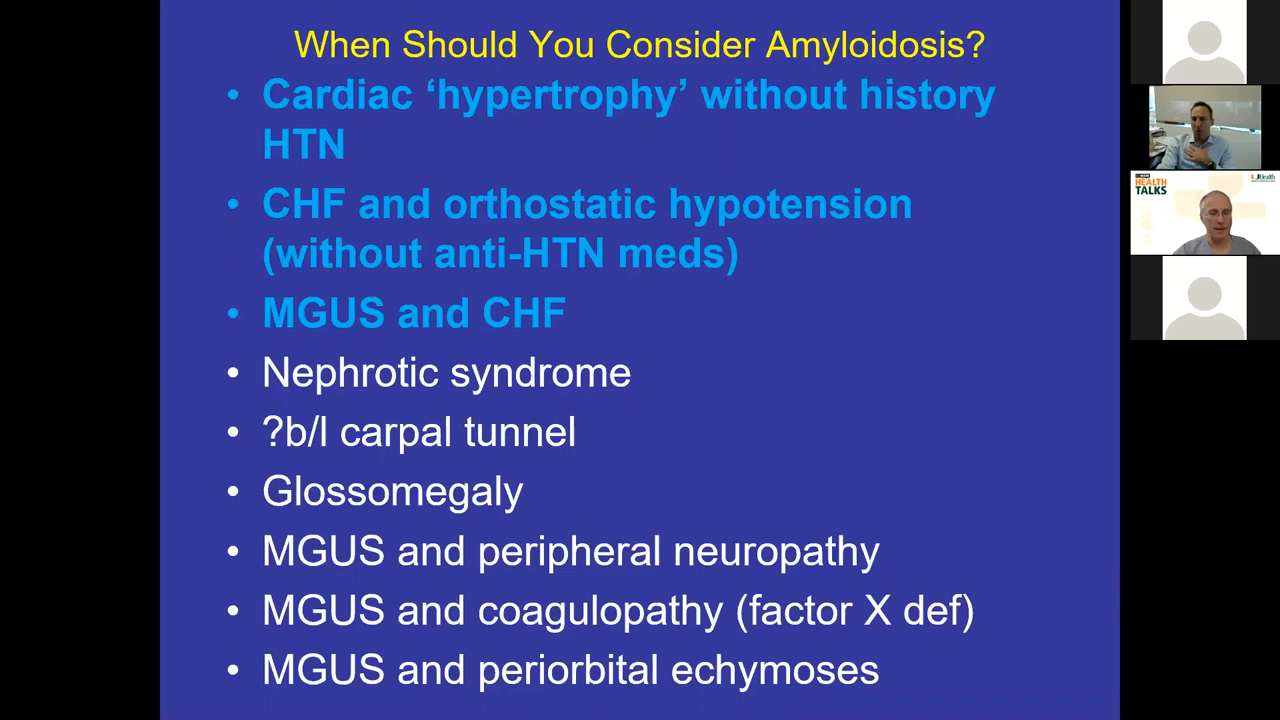 When Should You Consider Amyloidosis?
• Cardiac ‘hypertrophy’ without history
HTN
• CHF and orthostatic hypotension
(without anti-HTN meds)
• MGUS and CHF
• Nephrotic syndrome
• ?b/l carpal tunnel
• Glossomegaly
• MGUS and peripheral neuropathy
• MGUS and coagulopathy (factor X def)
• MGUS and periorbital echymoses
HEALTH
TALKS
UHealth